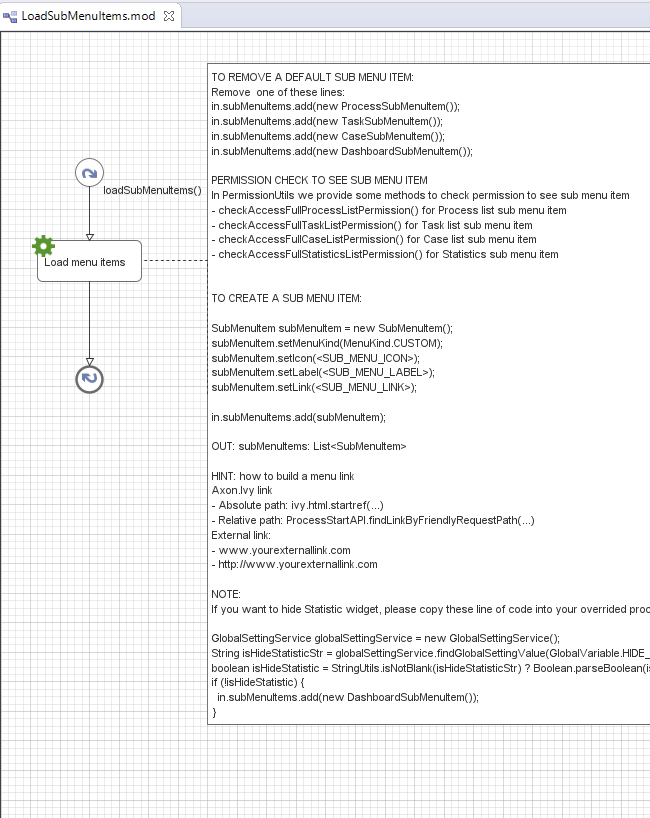 LoadSubMenuItems.mod
loadSubMenuItems()
Load menu items
TO REMOVE A DEFAULT SUB MENU ITEM:
Remove one of these lines:
in.subMenuItems.add(new ProcessSubMenuItem());
in.subMenuItems.add(new TaskSubMenuItem());
in.subMenuItems.add(new CaseSubMenuItem());
in.subMenuItems.add(new DashboardSubMenuItem());
PERMISSION CHECK TO SEE SUB MENU ITEM
In PermissionUtils we provide some methods to check permission to see sub menu item
- checkAccessFullProcessListPermission() for Process list sub menu item
- checkAccessFullTaskListPermission() for Task list sub menu item
- checkAccessFullCaseListPermission() for Case list sub menu item
- checkAccessFullStatisticsListPermission() for Statistics sub menu item
TO CREATE A SUB MENU ITEM:
SubMenuItem subMenuItem = new SubMenuItem();
subMenuItem.setMenuKind(MenuKind.CUSTOM);
subMenuItem.setIcon(<SUB_MENU_ICON>);
subMenuItem.setLabel(<SUB_MENU_LABEL>);
subMenuItem.setLink(<SUB_MENU_LINK>);
in.subMenuItems.add(subMenuItem);
OUT: subMenuItems: List<SubMenuItem>
HINT: how to build a menu link
Axon.Ivy link
- Absolute path: ivy.html.startref(...)
- Relative path: ProcessStartAPI.findLinkByFriendlyRequestPath(...)
External link:
- www.yourexternallink.com
- http://www.yourexternallink.com
NOTE:
If you want to hide Statistic widget, please copy these line of code into your overrided proc
GlobalSettingService globalSettingService = new GlobalSettingService();
String isHideStatisticStr = globalSettingService.findGlobalSettingValue(GlobalVariable.HIDE_
boolean isHideStatistic = StringUtils.isNotBlank(isHideStatisticStr) ? Boolean.parseBoolean(is
if (!isHideStatistic) {
in.subMenuItems.add(new DashboardSubMenuItem());
}